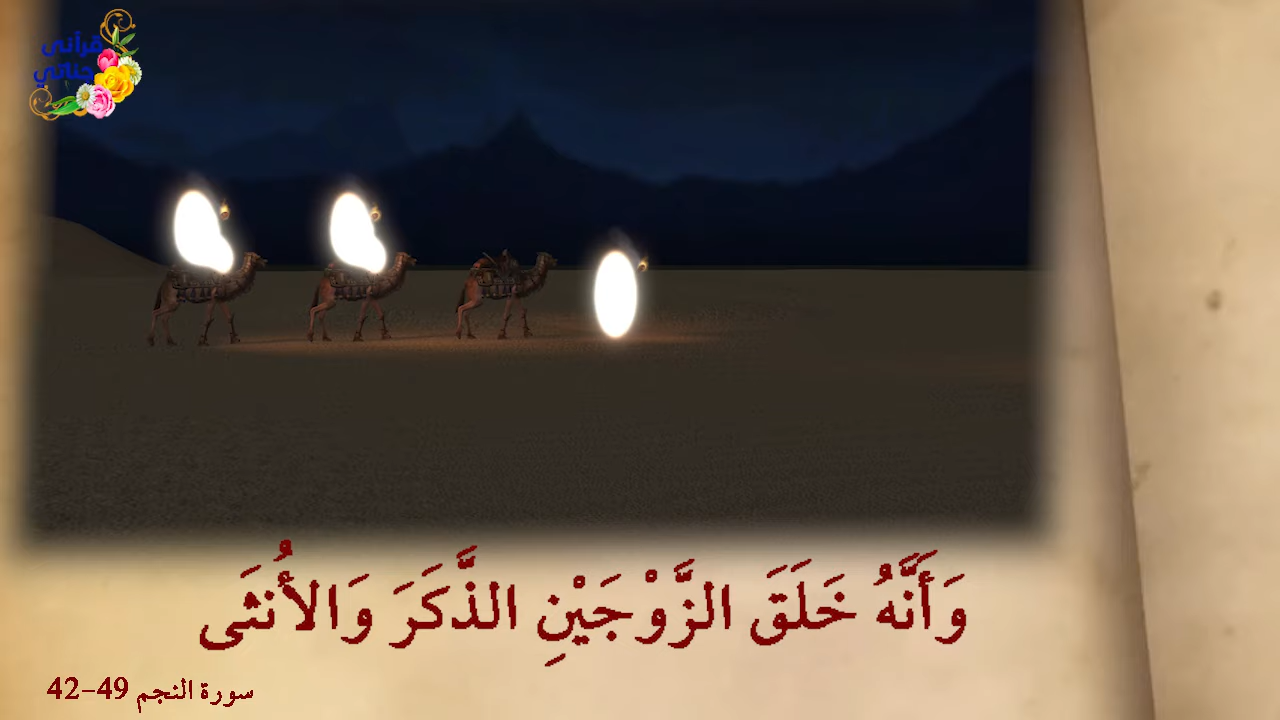 قرآني
جناتي
وَأَنَّهُ خَلَقَ الزَّوْجَيْنِ الذَّكَرَ وَالأُنثَى
سورة النجم 49-42